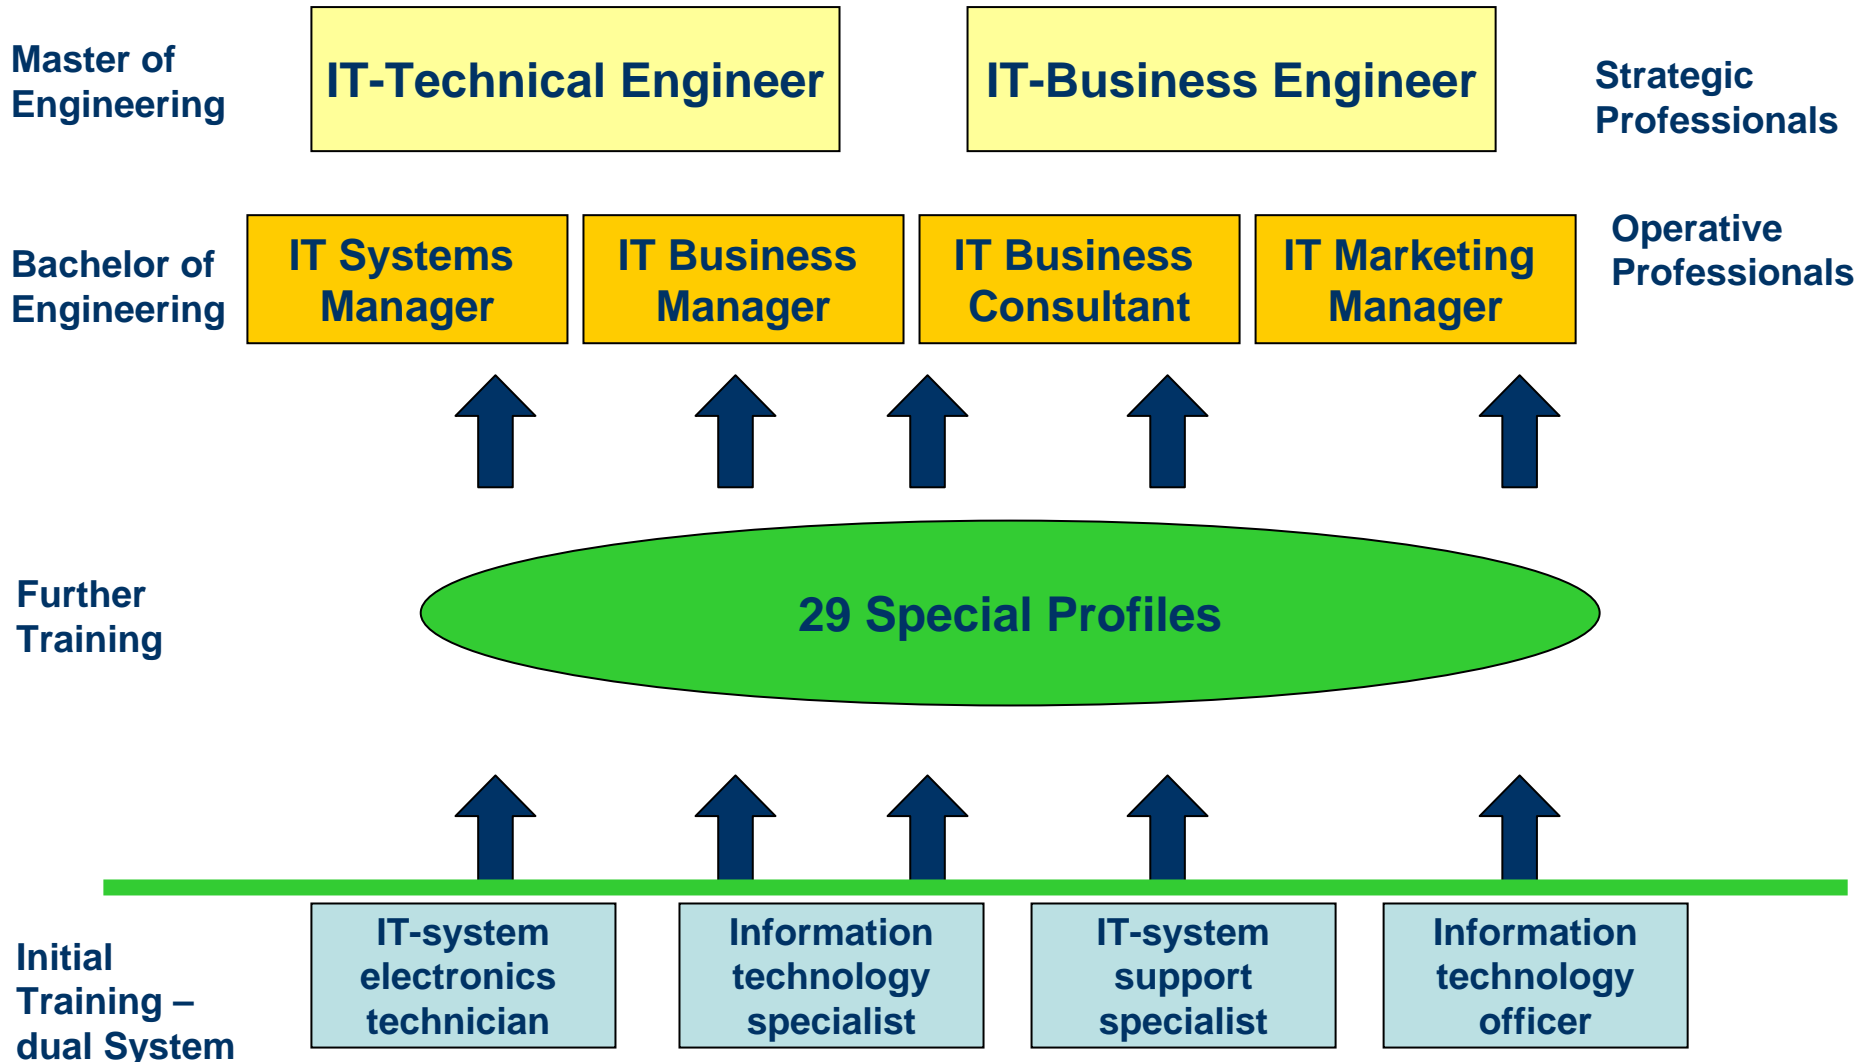 Master of
Engineering
IT-Technical Engineer
IT-Business Engineer
Strategic
Professionals
Bachelor of
Engineering
IT Systems
Manager
IT Business
Manager
IT Business
Consultant
IT Marketing
Manager
Operative
Professionals
Further
Training
29 Special Profiles
Initial
Training –
dual System
IT-system
electronics
technician
Information
technology
specialist
IT-system
support
specialist
Information
technology
officer